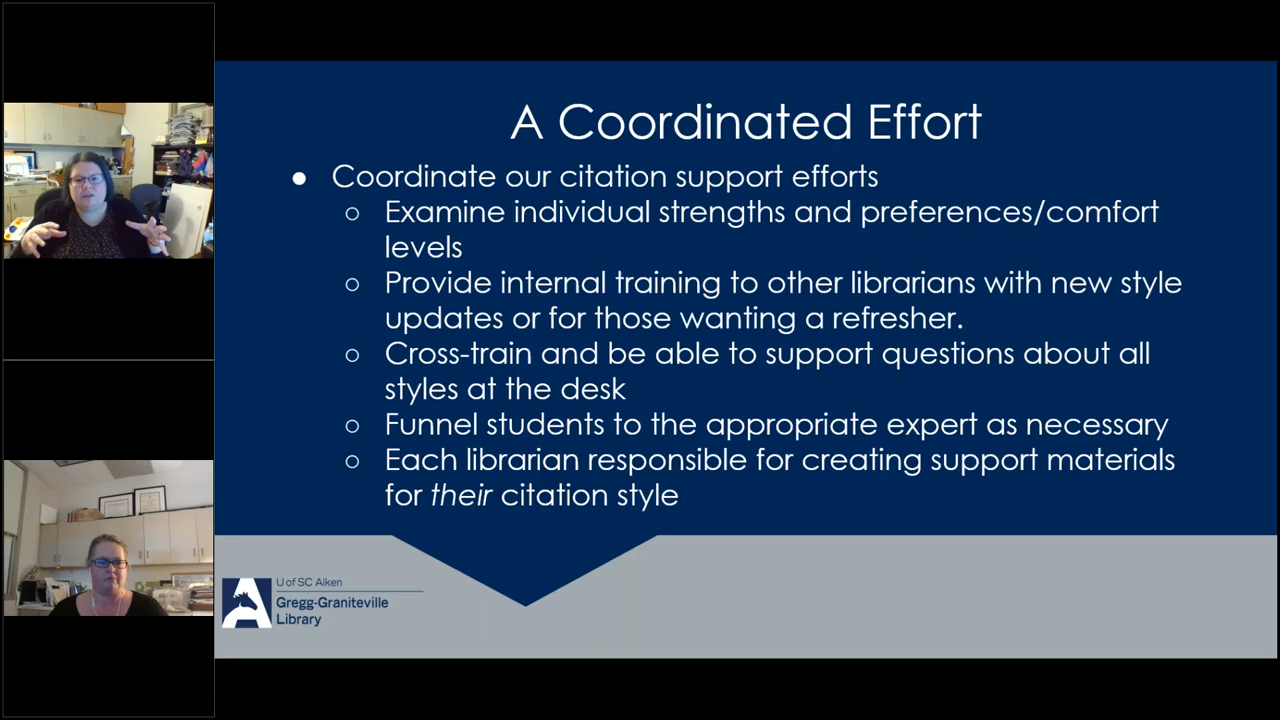 A Coordinated Effort
● Coordinate our citation support efforts
○ Examine individual strengths and preferences/comfort
levels
○ Provide internal training to other librarians with new style
updates or for those wanting a refresher.
○ Cross-train and be able to support questions about all
styles at the desk
○ Funnel students to the appropriate expert as necessary
○ Each librarian responsible for creating support materials
for their citation style
U of SC Aiken
Gregg-Graniteville
Library